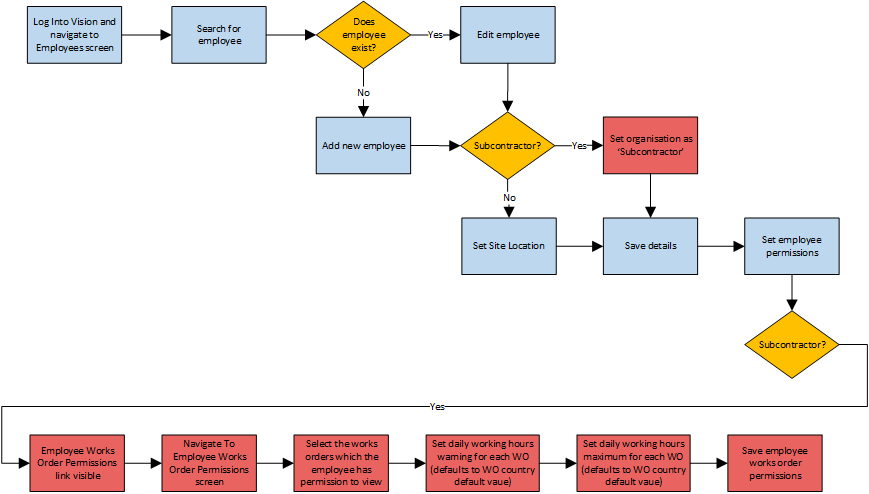 Log Into Vision and
navigate to
Employees screen
Search for
employee
Does
employee
exist?
Yes
Edit employee
No
Add new employee
Subcontractor?
Yes
Set organisation as
‘Subcontractor’
No
Set Site Location
Save details
Set employee
permissions
Subcontractor?
Yes
Employee Works
Order Permissions
link visible
Navigate To
Employee Works
Order Permissions
screen
Select the works
orders which the
employee has
permission to view
Set daily working hours
warning for each WO
(defaults to WO country
default vaue)
Set daily working hours
maximum for each WO
(defaults to WO country
default vaue)
Save employee
works order
permissions